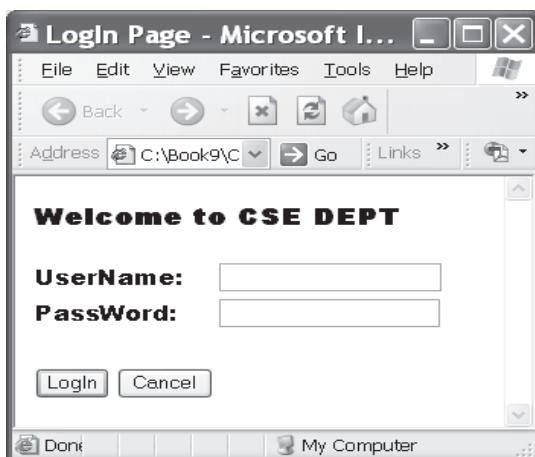 LogIn Page - Microsoft I...
File Edit View Favorites Tools Help
Back »
Address C:\Book9\C Go Links »
Welcome to CSE DEPT
UserName:
PassWord:
LogIn Cancel
Done My Computer